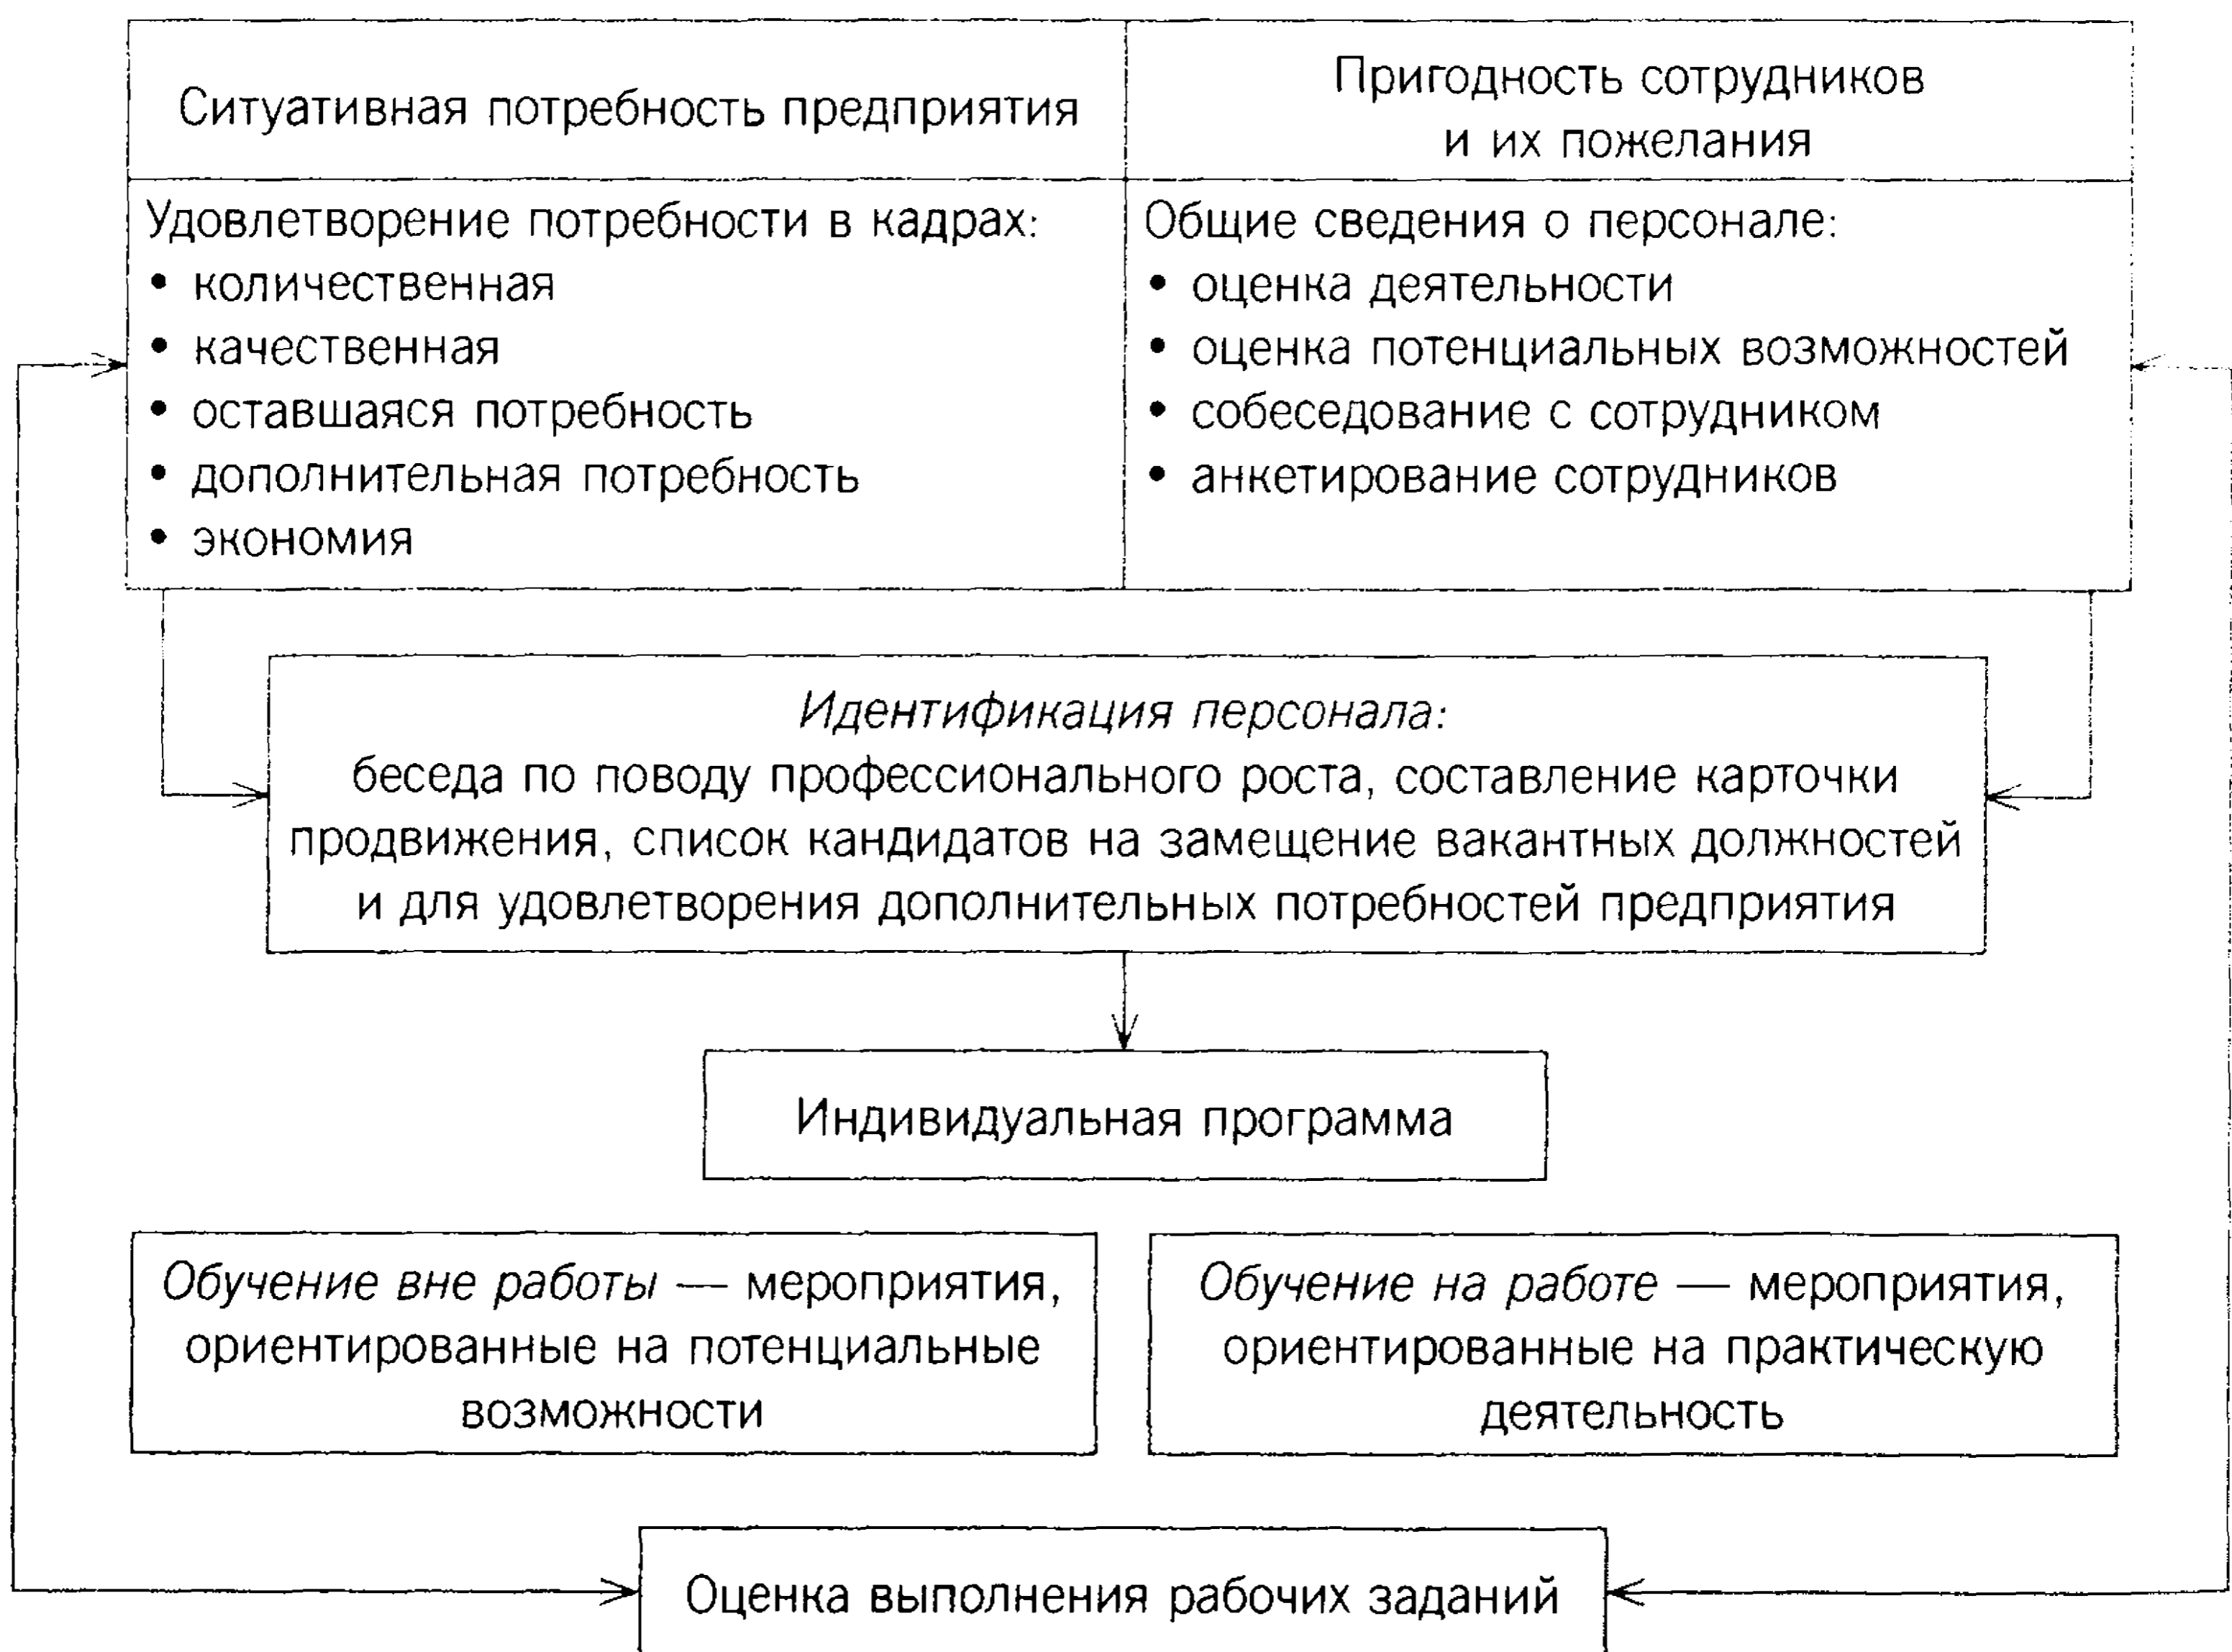 Ситуативная потребность предприятия
Пригодность сотрудников
и их пожелания
Удовлетворение потребности в кадрах:
• количественная
• качественная
• оставшаяся потребность
• дополнительная потребность
• экономия
Общие сведения о персонале:
• оценка деятельности
• оценка потенциальных возможностей
• собеседование с сотрудником
• анкетирование сотрудников
Идентификация персонала:
беседа по поводу профессионального роста, составление карточки
продвижения, список кандидатов на замещение вакантных должностей
и для удовлетворения дополнительных потребностей предприятия
Индивидуальная программа
Обучение вне работы — мероприятия,
ориентированные на потенциальные
возможности
Обучение на работе — мероприятия,
ориентированные на практическую
деятельность
Оценка выполнения рабочих заданий